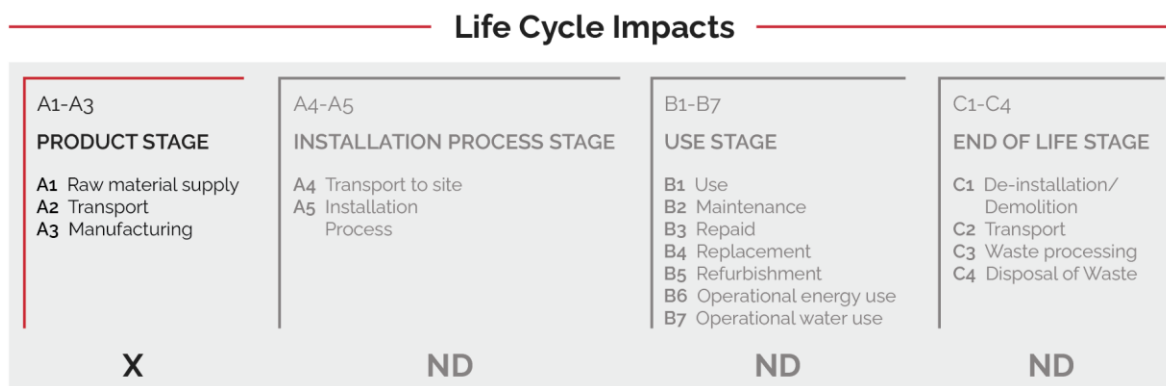 Life Cycle Impacts
A1-A3
PRODUCT STAGE
A1 Raw material supply
A2 Transport
A3 Manufacturing
X
A4-A5
INSTALLATION PROCESS STAGE
A4 Transport to site
A5 Installation
Process
ND
B1-B7
USE STAGE
B1 Use
B2 Maintenance
B3 Repaid
B4 Replacement
B5 Refurbishment
B6 Operational energy use
B7 Operational water use
ND
C1-C4
END OF LIFE STAGE
C1 De-installation/
Demolition
C2 Transport
C3 Waste processing
C4 Disposal of Waste
ND